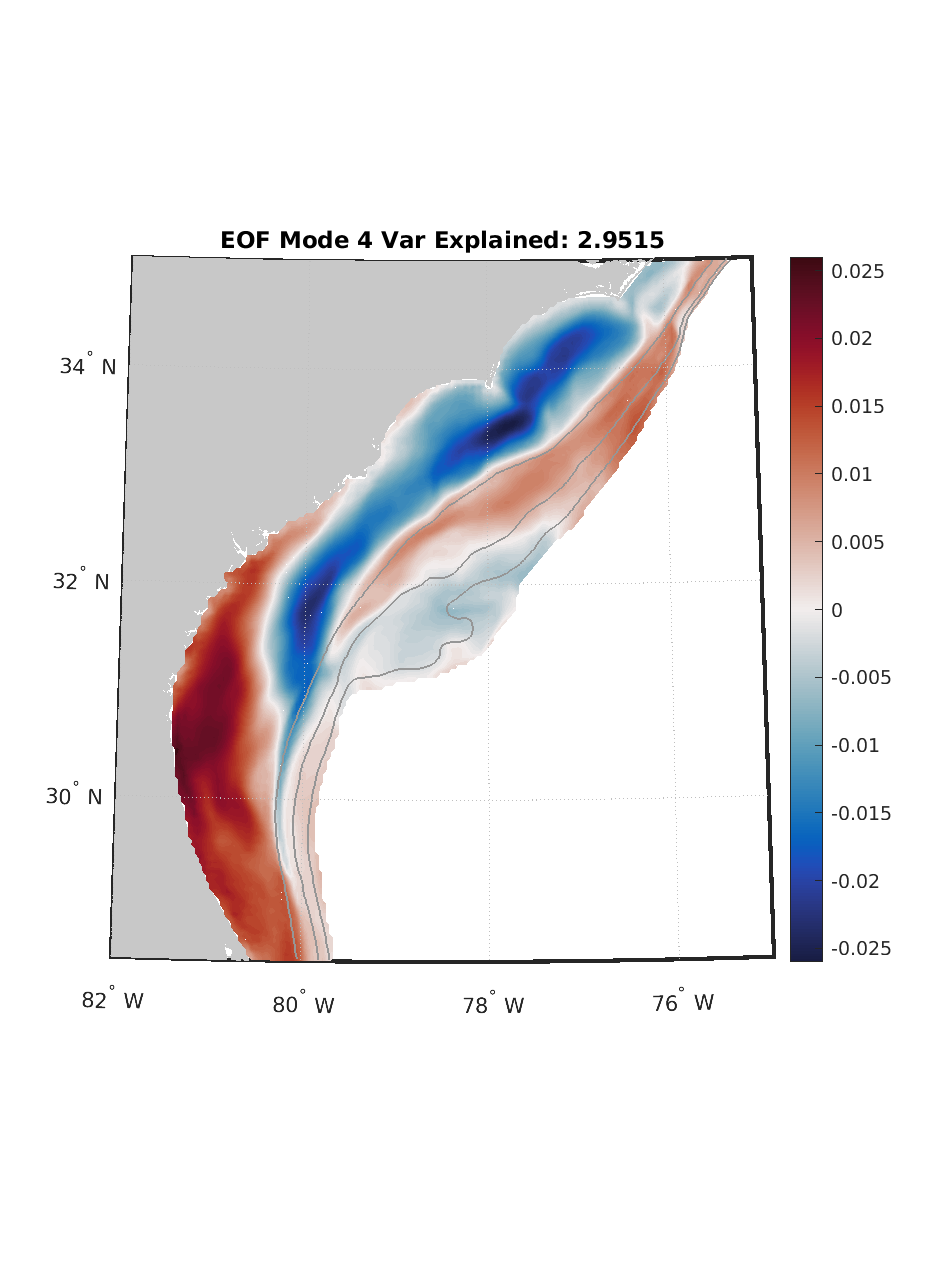 EOF Mode 4 Var Explained: 2.9515
34° N
32° N
30° N
82° W
80° W
78° W
76° W
0.025
0.02
0.015
0.01
0.005
0
-0.005
-0.01
-0.015
-0.02
-0.025